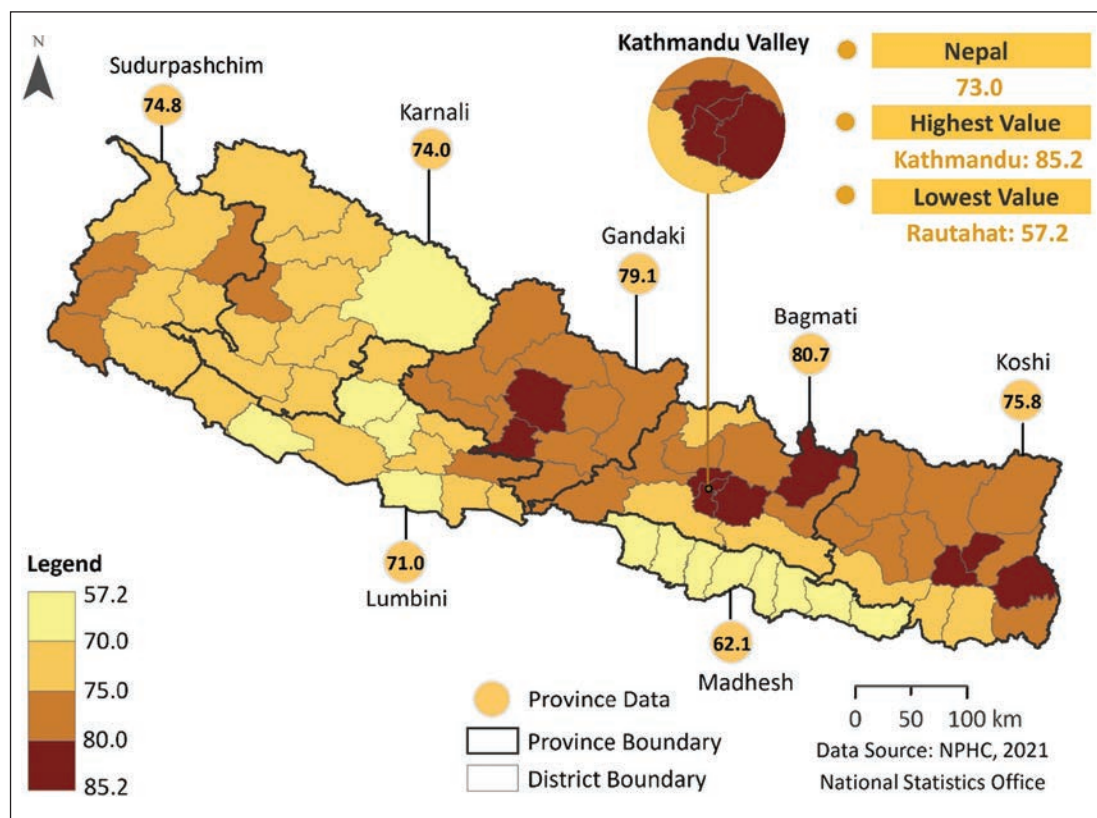 N
Sudurpashchim
74.8
Karnali
74.0
Kathmandu Valley
Nepal
73.0
Highest Value
Kathmandu: 85.2
Lowest Value
Rautahat: 57.2
Gandaki
79.1
Bagmati
80.7
Koshi
75.8
71.0
Lumbini
62.1
Madhesh
Legend
57.2
70.0
75.0
80.0
85.2
Province Data
Province Boundary
District Boundary
0 50 100 km
Data Source: NPHC, 2021
National Statistics Office